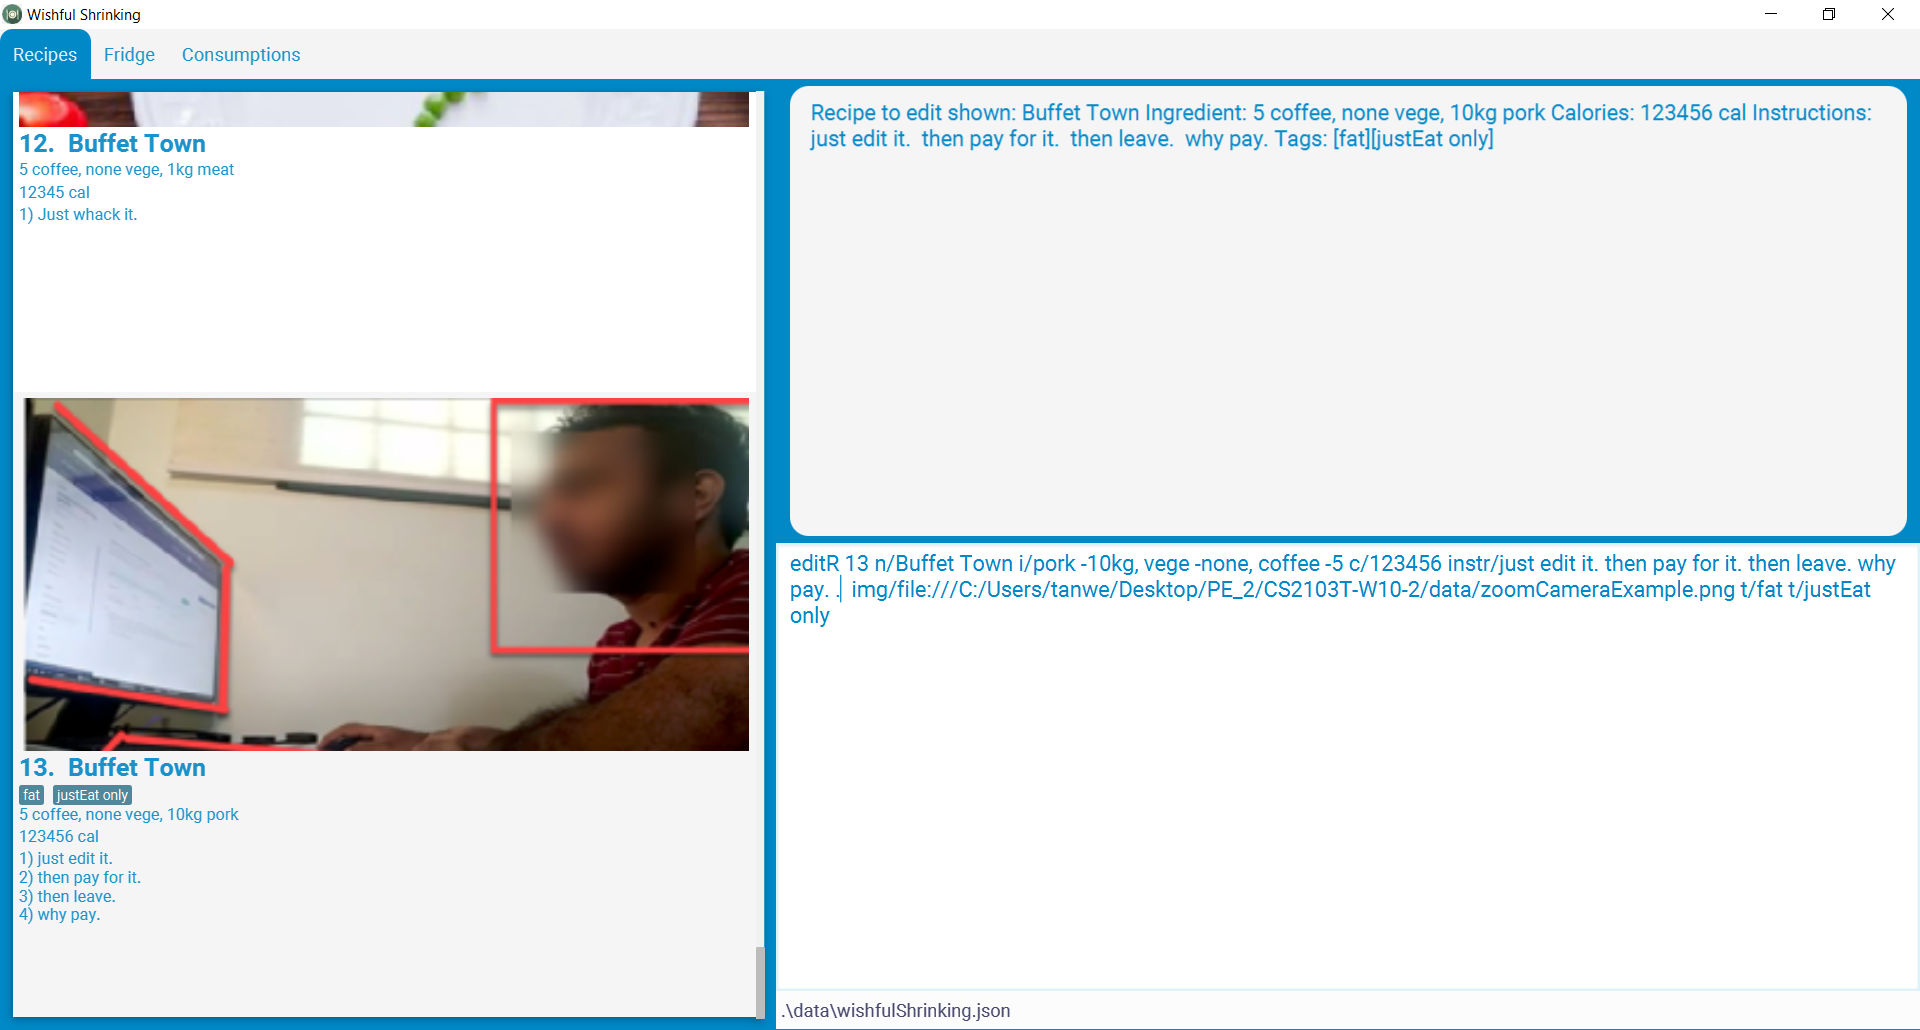 Wishful Shrinking
Recipes Fridge Consumptions
12. Buffet Town
5 coffee, none vege, 1kg meat
12345 cal
1) Just whack it.
13. Buffet Town
fat justEat only
5 coffee, none vege, 10kg pork
123456 cal
1) just edit it.
2) then pay for it.
3) then leave.
4) why pay.
Recipe to edit shown: Buffet Town Ingredient: 5 coffee, none vege, 10kg pork Calories: 123456 cal Instructions:
just edit it.  then pay for it.  then leave.  why pay. Tags: [fat][justEat only]
editR 13 n/Buffet Town i/pork -10kg, vege -none, coffee -5 c/123456 instr/just edit it. then pay for it. then leave. why
pay. . img/file:///C:/Users/tanwe/Desktop/PE_2/CS2103T-W10-2/data/zoomCameraExample.png t/fat t/justEat
only
.\data\wishfulShrinking.json